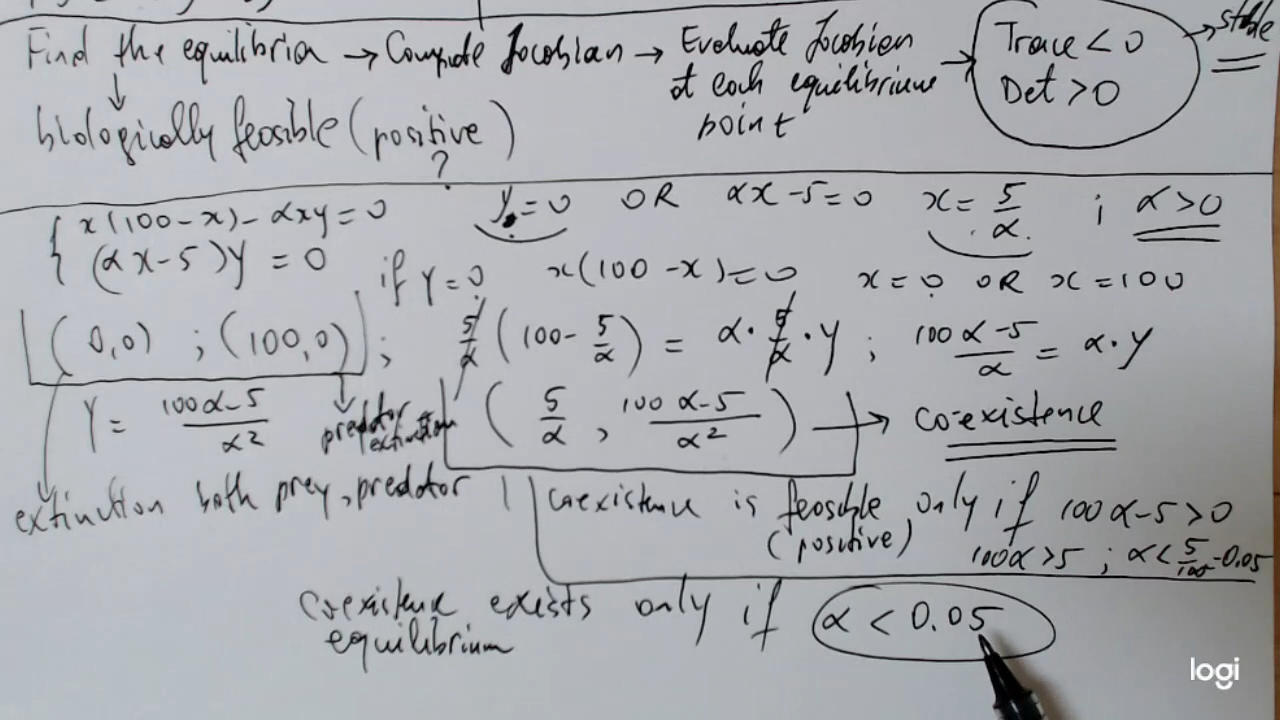 Find the equilibria → Compute Jacobian → Evaluate Jacobian at each equilibrium point → Trace < 0 Det > 0 → stable
↓
biologically feasible (positive)
?
{ x(100-x) - αxy = 0
(αx-5)y = 0
y = 0 OR αx - 5 = 0 x = 5/α ; α > 0
if y = 0 x(100-x) = 0 x = 0 OR x = 100
(0,0) ; (100,0) ; 5/α (100 - 5/α) = α · 5/α · y ; (100α-5)/α = α · y
y = (100α-5)/α²
predator extinction
(5/α, (100α-5)/α²) → co-existence
extinction both prey, predator
coexistence is feasible only if 100α-5 > 0
(positive) 100α > 5 ; α < 5/100 = 0.05
coexistence exists only if α < 0.05
equilibrium
logi